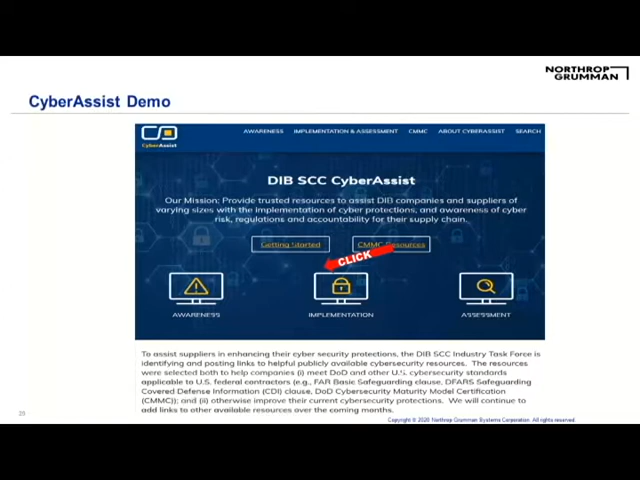 NORTHROP
GRUMMAN
CyberAssist Demo
CyberAssist
AWARENESS IMPLEMENTATION & ASSESSMENT CMMC ABOUT CYBERASSIST SEARCH
DIB SCC CyberAssist
Our Mission: Provide trusted resources to assist DIB companies and suppliers of
varying sizes with the implementation of cyber protections, and awareness of cyber
risk, regulations and accountability for their supply chain.
Getting Started CMMC Resources
CLICK
AWARENESS IMPLEMENTATION ASSESSMENT
To assist suppliers in enhancing their cyber security protections, the DIB SCC Industry Task Force is
identifying and posting links to helpful publicly available cybersecurity resources. The resources
were selected both to help companies (i) meet DoD and other U.S. cybersecurity standards
applicable to U.S. federal contractors (e.g., FAR Basic Safeguarding clause, DFARS Safeguarding
Covered Defense Information (CDI) clause, DoD Cybersecurity Maturity Model Certification
(CMMC)); and (ii) otherwise improve their current cybersecurity protections. We will continue to
add links to other available resources over the coming months.
Copyright © 2020 Northrop Grumman Systems Corporation. All rights reserved.